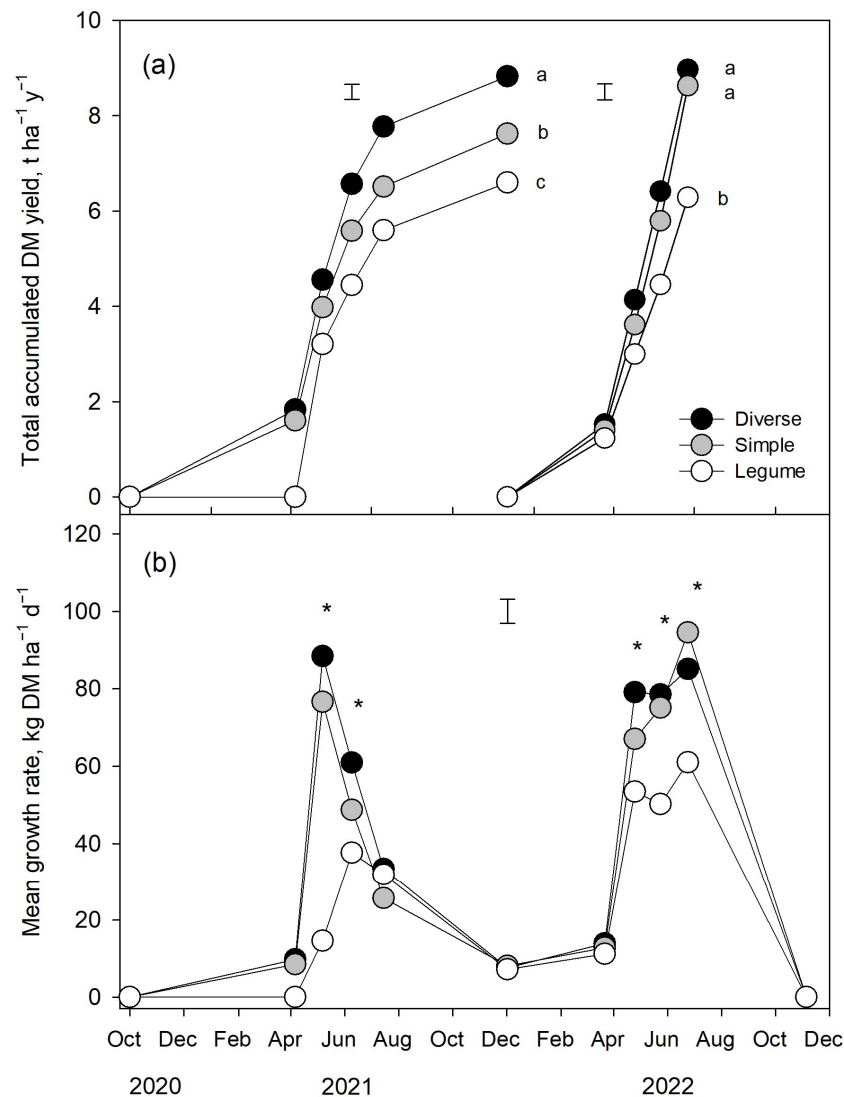 (a)
Total accumulated DM yield, t ha⁻¹ y⁻¹
10
8
6
4
2
0
a
b
c
a
a
b
Diverse
Simple
Legume
(b)
Mean growth rate, kg DM ha⁻¹ d⁻¹
120
100
80
60
40
20
0
*
*
*
*
*
Oct Dec Feb Apr Jun Aug Oct Dec Feb Apr Jun Aug Oct Dec
2020 2021 2022